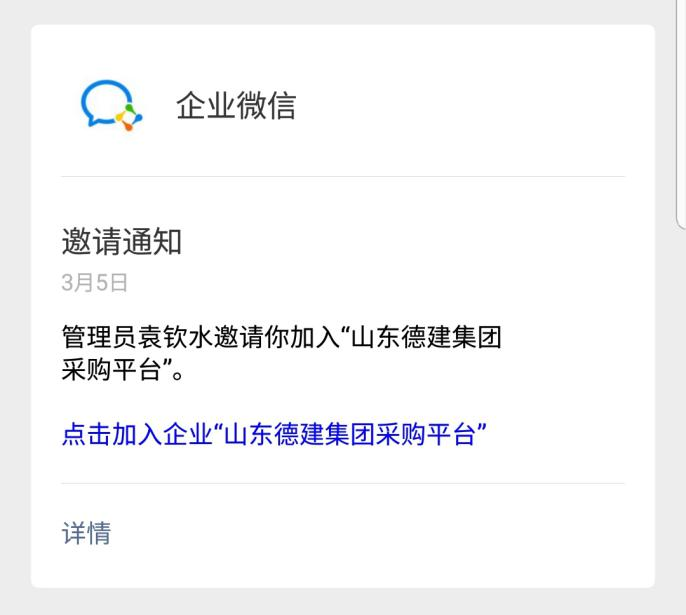 企业微信
邀请通知
3月5日
管理员袁钦水邀请你加入“山东德建集团
采购平台”。
点击加入企业“山东德建集团采购平台”
详情